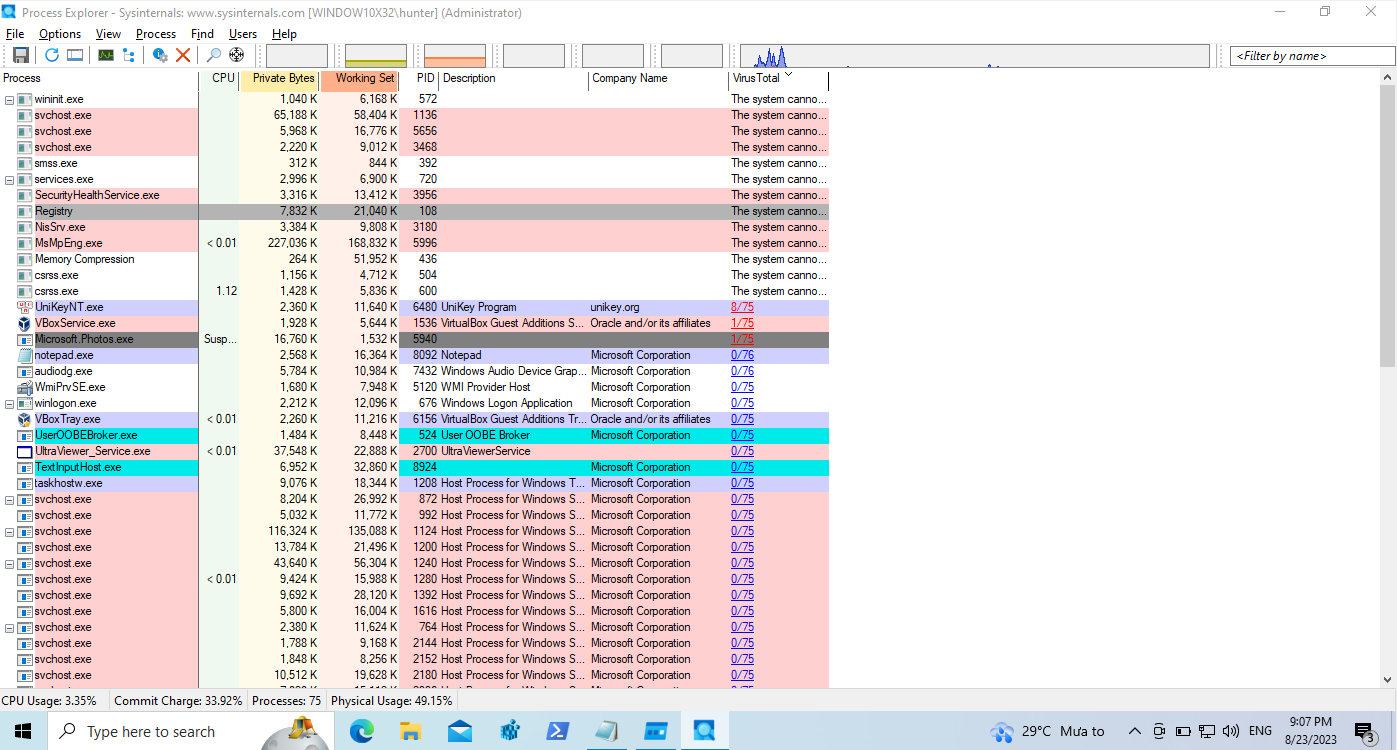 Process Explorer - Sysinternals: www.sysinternals.com [WINDOW10X32\hunter] (Administrator)
File Options View Process Find Users Help
<Filter by name>
Process CPU Private Bytes Working Set PID Description Company Name VirusTotal
wininit.exe 1,040 K 6,168 K 572 The system canno...
svchost.exe 65,188 K 58,404 K 1136 The system canno...
svchost.exe 5,968 K 16,776 K 5656 The system canno...
svchost.exe 2,220 K 9,012 K 3468 The system canno...
smss.exe 312 K 844 K 392 The system canno...
services.exe 2,996 K 6,900 K 720 The system canno...
SecurityHealthService.exe 3,316 K 13,412 K 3956 The system canno...
Registry 7,832 K 21,040 K 108 The system canno...
NisSrv.exe 3,384 K 9,808 K 3180 The system canno...
MsMpEng.exe < 0.01 227,036 K 168,832 K 5996 The system canno...
Memory Compression 264 K 51,952 K 436 The system canno...
csrss.exe 1,156 K 4,712 K 504 The system canno...
csrss.exe 1.12 1,428 K 5,836 K 600 The system canno...
UniKeyNT.exe 2,360 K 11,640 K 6480 UniKey Program unikey.org 8/75
VBoxService.exe 1,928 K 5,644 K 1536 VirtualBox Guest Additions S... Oracle and/or its affiliates 1/75
Microsoft.Photos.exe Susp... 16,760 K 1,532 K 5940 1/75
notepad.exe 2,568 K 16,364 K 8092 Notepad Microsoft Corporation 0/76
audiodg.exe 5,784 K 10,984 K 7432 Windows Audio Device Grap... Microsoft Corporation 0/76
WmiPrvSE.exe 1,680 K 7,948 K 5120 WMI Provider Host Microsoft Corporation 0/75
winlogon.exe 2,212 K 12,096 K 676 Windows Logon Application Microsoft Corporation 0/75
VBoxTray.exe < 0.01 2,260 K 11,216 K 6156 VirtualBox Guest Additions Tr... Oracle and/or its affiliates 0/75
UserOOBEBroker.exe 1,484 K 8,448 K 524 User OOBE Broker Microsoft Corporation 0/75
UltraViewer_Service.exe < 0.01 37,548 K 22,888 K 2700 UltraViewerService 0/75
TextInputHost.exe 6,952 K 32,860 K 8924 Microsoft Corporation 0/75
taskhostw.exe 9,076 K 18,344 K 1208 Host Process for Windows T... Microsoft Corporation 0/75
svchost.exe 8,204 K 26,992 K 872 Host Process for Windows S... Microsoft Corporation 0/75
svchost.exe 5,032 K 11,772 K 992 Host Process for Windows S... Microsoft Corporation 0/75
svchost.exe 116,324 K 135,088 K 1124 Host Process for Windows S... Microsoft Corporation 0/75
svchost.exe 13,784 K 21,496 K 1200 Host Process for Windows S... Microsoft Corporation 0/75
svchost.exe 43,640 K 56,304 K 1240 Host Process for Windows S... Microsoft Corporation 0/75
svchost.exe < 0.01 9,424 K 15,988 K 1280 Host Process for Windows S... Microsoft Corporation 0/75
svchost.exe 9,692 K 28,120 K 1392 Host Process for Windows S... Microsoft Corporation 0/75
svchost.exe 5,800 K 16,004 K 1616 Host Process for Windows S... Microsoft Corporation 0/75
svchost.exe 2,380 K 11,624 K 764 Host Process for Windows S... Microsoft Corporation 0/75
svchost.exe 1,788 K 9,168 K 2144 Host Process for Windows S... Microsoft Corporation 0/75
svchost.exe 1,848 K 8,256 K 2152 Host Process for Windows S... Microsoft Corporation 0/75
svchost.exe 10,512 K 19,628 K 2180 Host Process for Windows S... Microsoft Corporation 0/75
CPU Usage: 3.35% Commit Charge: 33.92% Processes: 75 Physical Usage: 49.15%
Type here to search 29°C Mưa to ENG 9:07 PM
8/23/2023 3